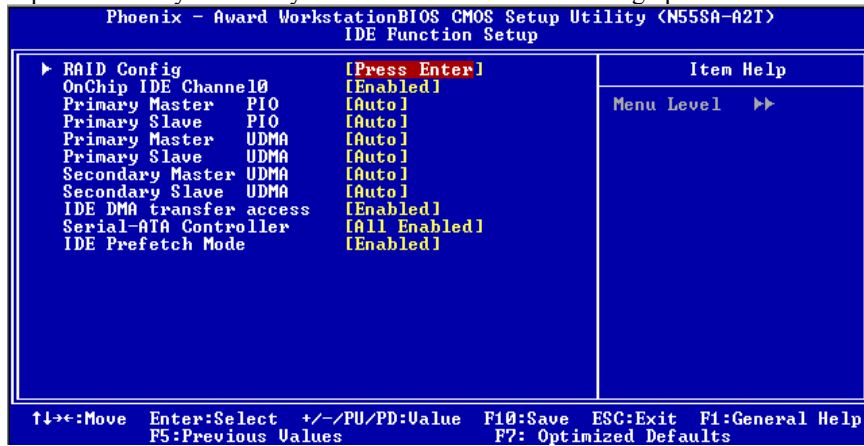 Phoenix - Award WorkstationBIOS CMOS Setup Utility (N55SA-A2T)
IDE Function Setup
RAID Config [Press Enter]
OnChip IDE Channel0 [Enabled]
Primary Master PIO [Auto]
Primary Slave PIO [Auto]
Primary Master UDMA [Auto]
Primary Slave UDMA [Auto]
Secondary Master UDMA [Auto]
Secondary Slave UDMA [Auto]
IDE DMA transfer access [Enabled]
Serial-ATA Controller [All Enabled]
IDE Prefetch Mode [Enabled]
Item Help
Menu Level ►►
↑↓→←:Move Enter:Select +/-/PU/PD:Value F10:Save ESC:Exit F1:General Help
F5:Previous Values F7: Optimized Defaults